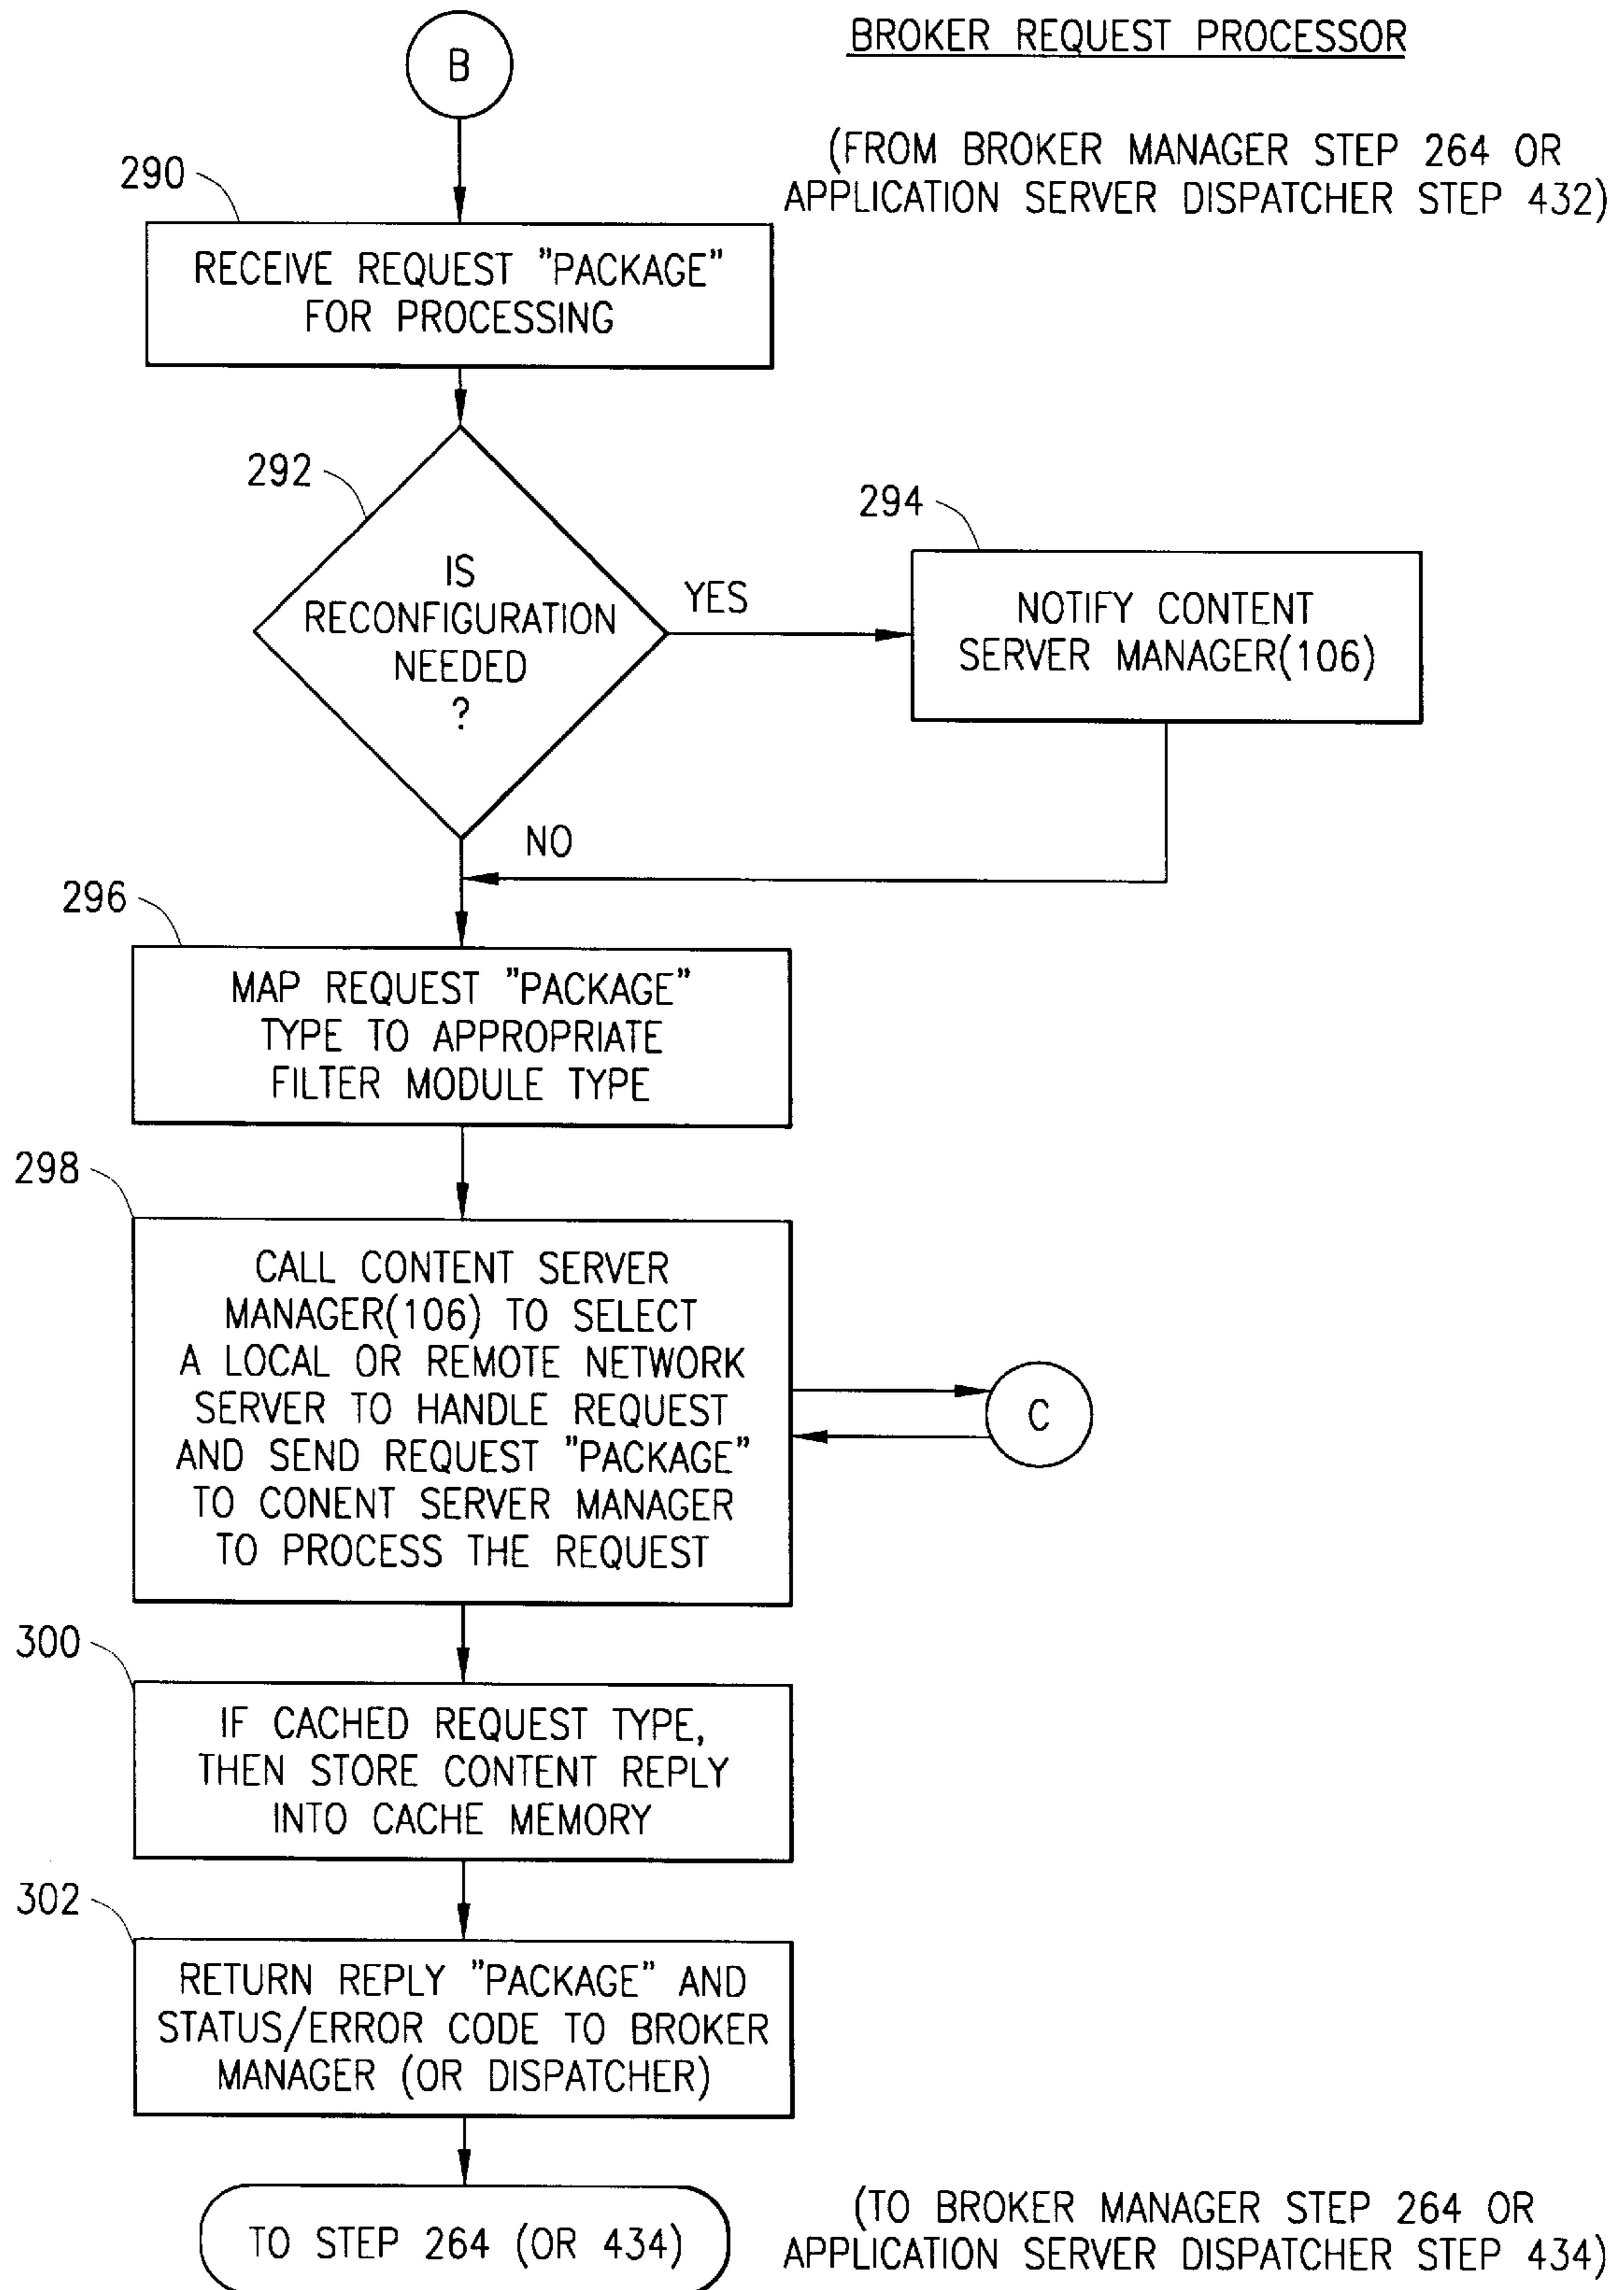 BROKER REQUEST PROCESSOR
B
(FROM BROKER MANAGER STEP 264 OR
APPLICATION SERVER DISPATCHER STEP 432)
290
RECEIVE REQUEST "PACKAGE"
FOR PROCESSING
292
IS
RECONFIGURATION
NEEDED
?
YES
294
NOTIFY CONTENT
SERVER MANAGER(106)
NO
296
MAP REQUEST "PACKAGE"
TYPE TO APPROPRIATE
FILTER MODULE TYPE
298
CALL CONTENT SERVER
MANAGER(106) TO SELECT
A LOCAL OR REMOTE NETWORK
SERVER TO HANDLE REQUEST
AND SEND REQUEST "PACKAGE"
TO CONENT SERVER MANAGER
TO PROCESS THE REQUEST
C
300
IF CACHED REQUEST TYPE,
THEN STORE CONTENT REPLY
INTO CACHE MEMORY
302
RETURN REPLY "PACKAGE" AND
STATUS/ERROR CODE TO BROKER
MANAGER (OR DISPATCHER)
TO STEP 264 (OR 434)
(TO BROKER MANAGER STEP 264 OR
APPLICATION SERVER DISPATCHER STEP 434)